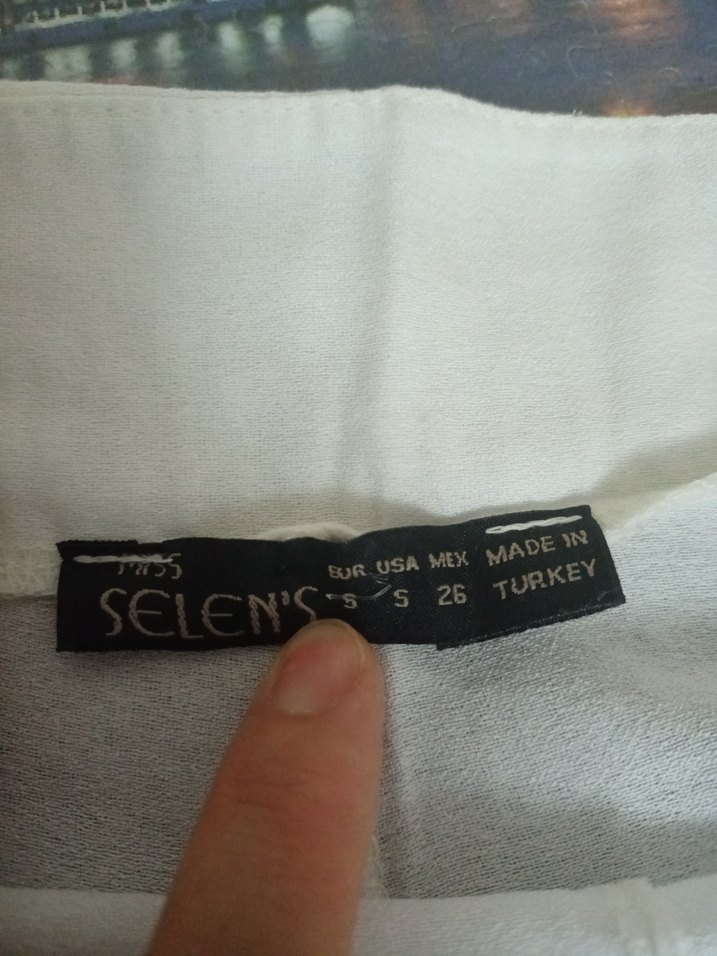 MISS
SELEN'S
EUR USA MEX
S S 26
MADE IN
TURKEY